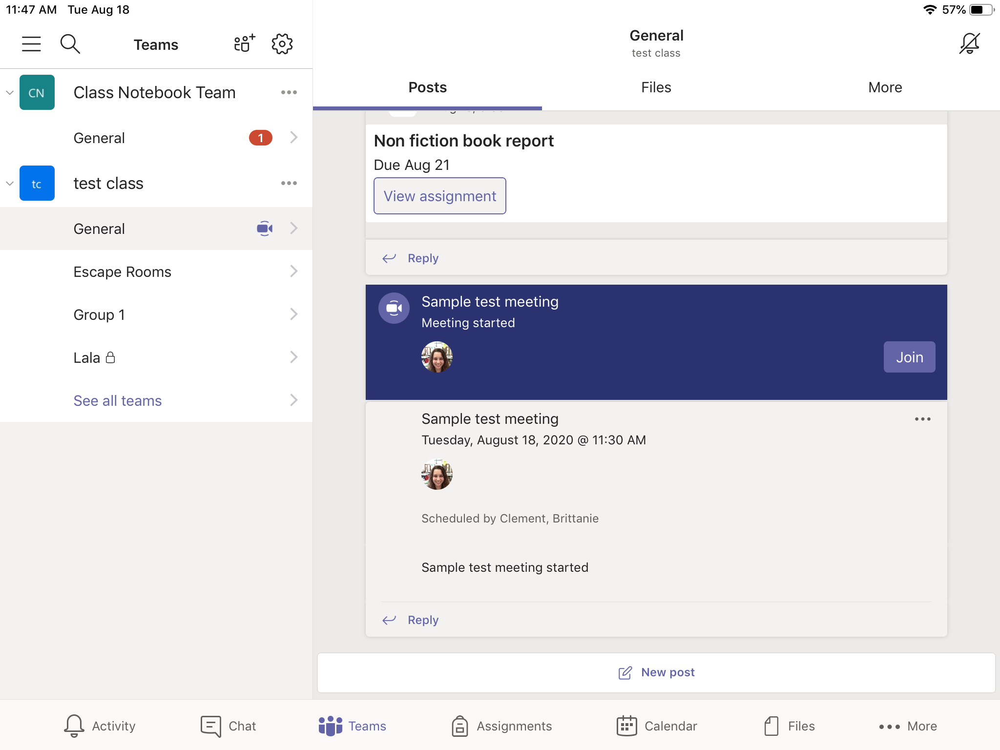 11:47 AM Tue Aug 18
57%
Teams
CN
Class Notebook Team
General
1
tc
test class
General
Escape Rooms
Group 1
Lala
See all teams
General
test class
Posts
Files
More
Non fiction book report
Due Aug 21
View assignment
Reply
Sample test meeting
Meeting started
Join
Sample test meeting
Tuesday, August 18, 2020 @ 11:30 AM
Scheduled by Clement, Brittanie
Sample test meeting started
Reply
New post
Activity
Chat
Teams
Assignments
Calendar
Files
More